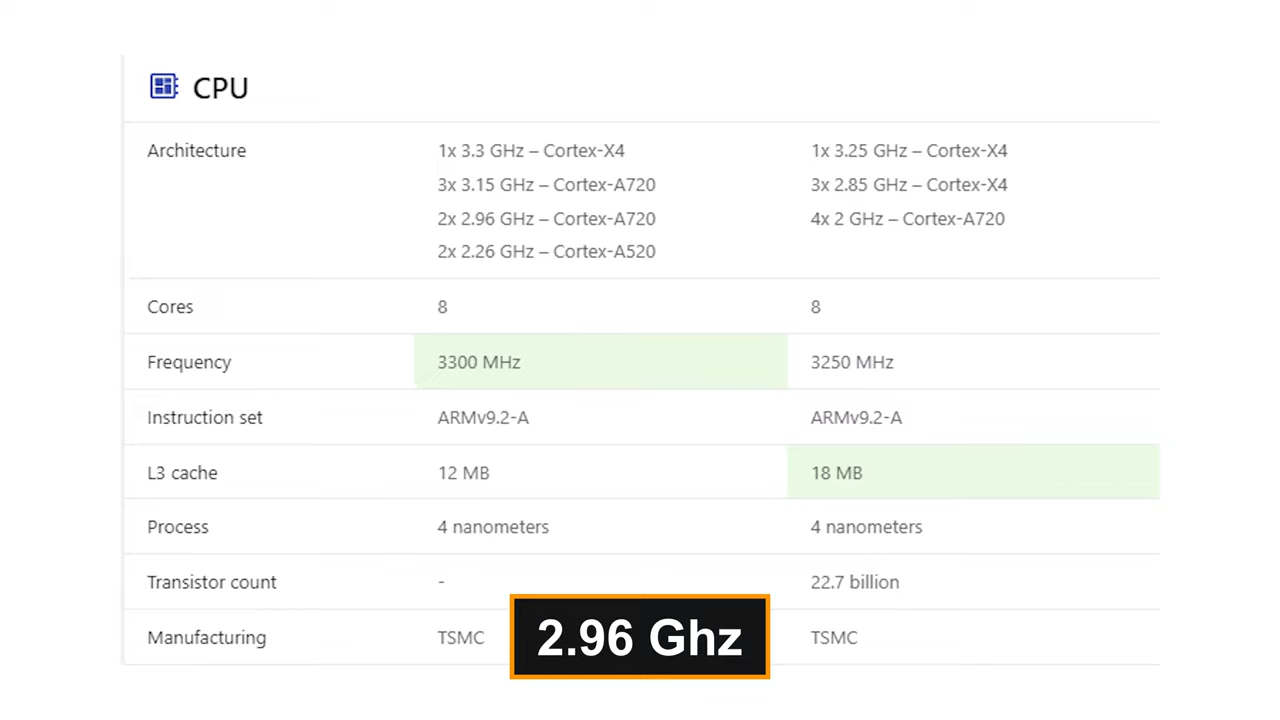 CPU
Architecture
1x 3.3 GHz – Cortex-X4
3x 3.15 GHz – Cortex-A720
2x 2.96 GHz – Cortex-A720
2x 2.26 GHz – Cortex-A520
1x 3.25 GHz – Cortex-X4
3x 2.85 GHz – Cortex-X4
4x 2 GHz – Cortex-A720
Cores 8 8
Frequency 3300 MHz 3250 MHz
Instruction set ARMv9.2-A ARMv9.2-A
L3 cache 12 MB 18 MB
Process 4 nanometers 4 nanometers
Transistor count - 22.7 billion
Manufacturing TSMC TSMC
2.96 Ghz